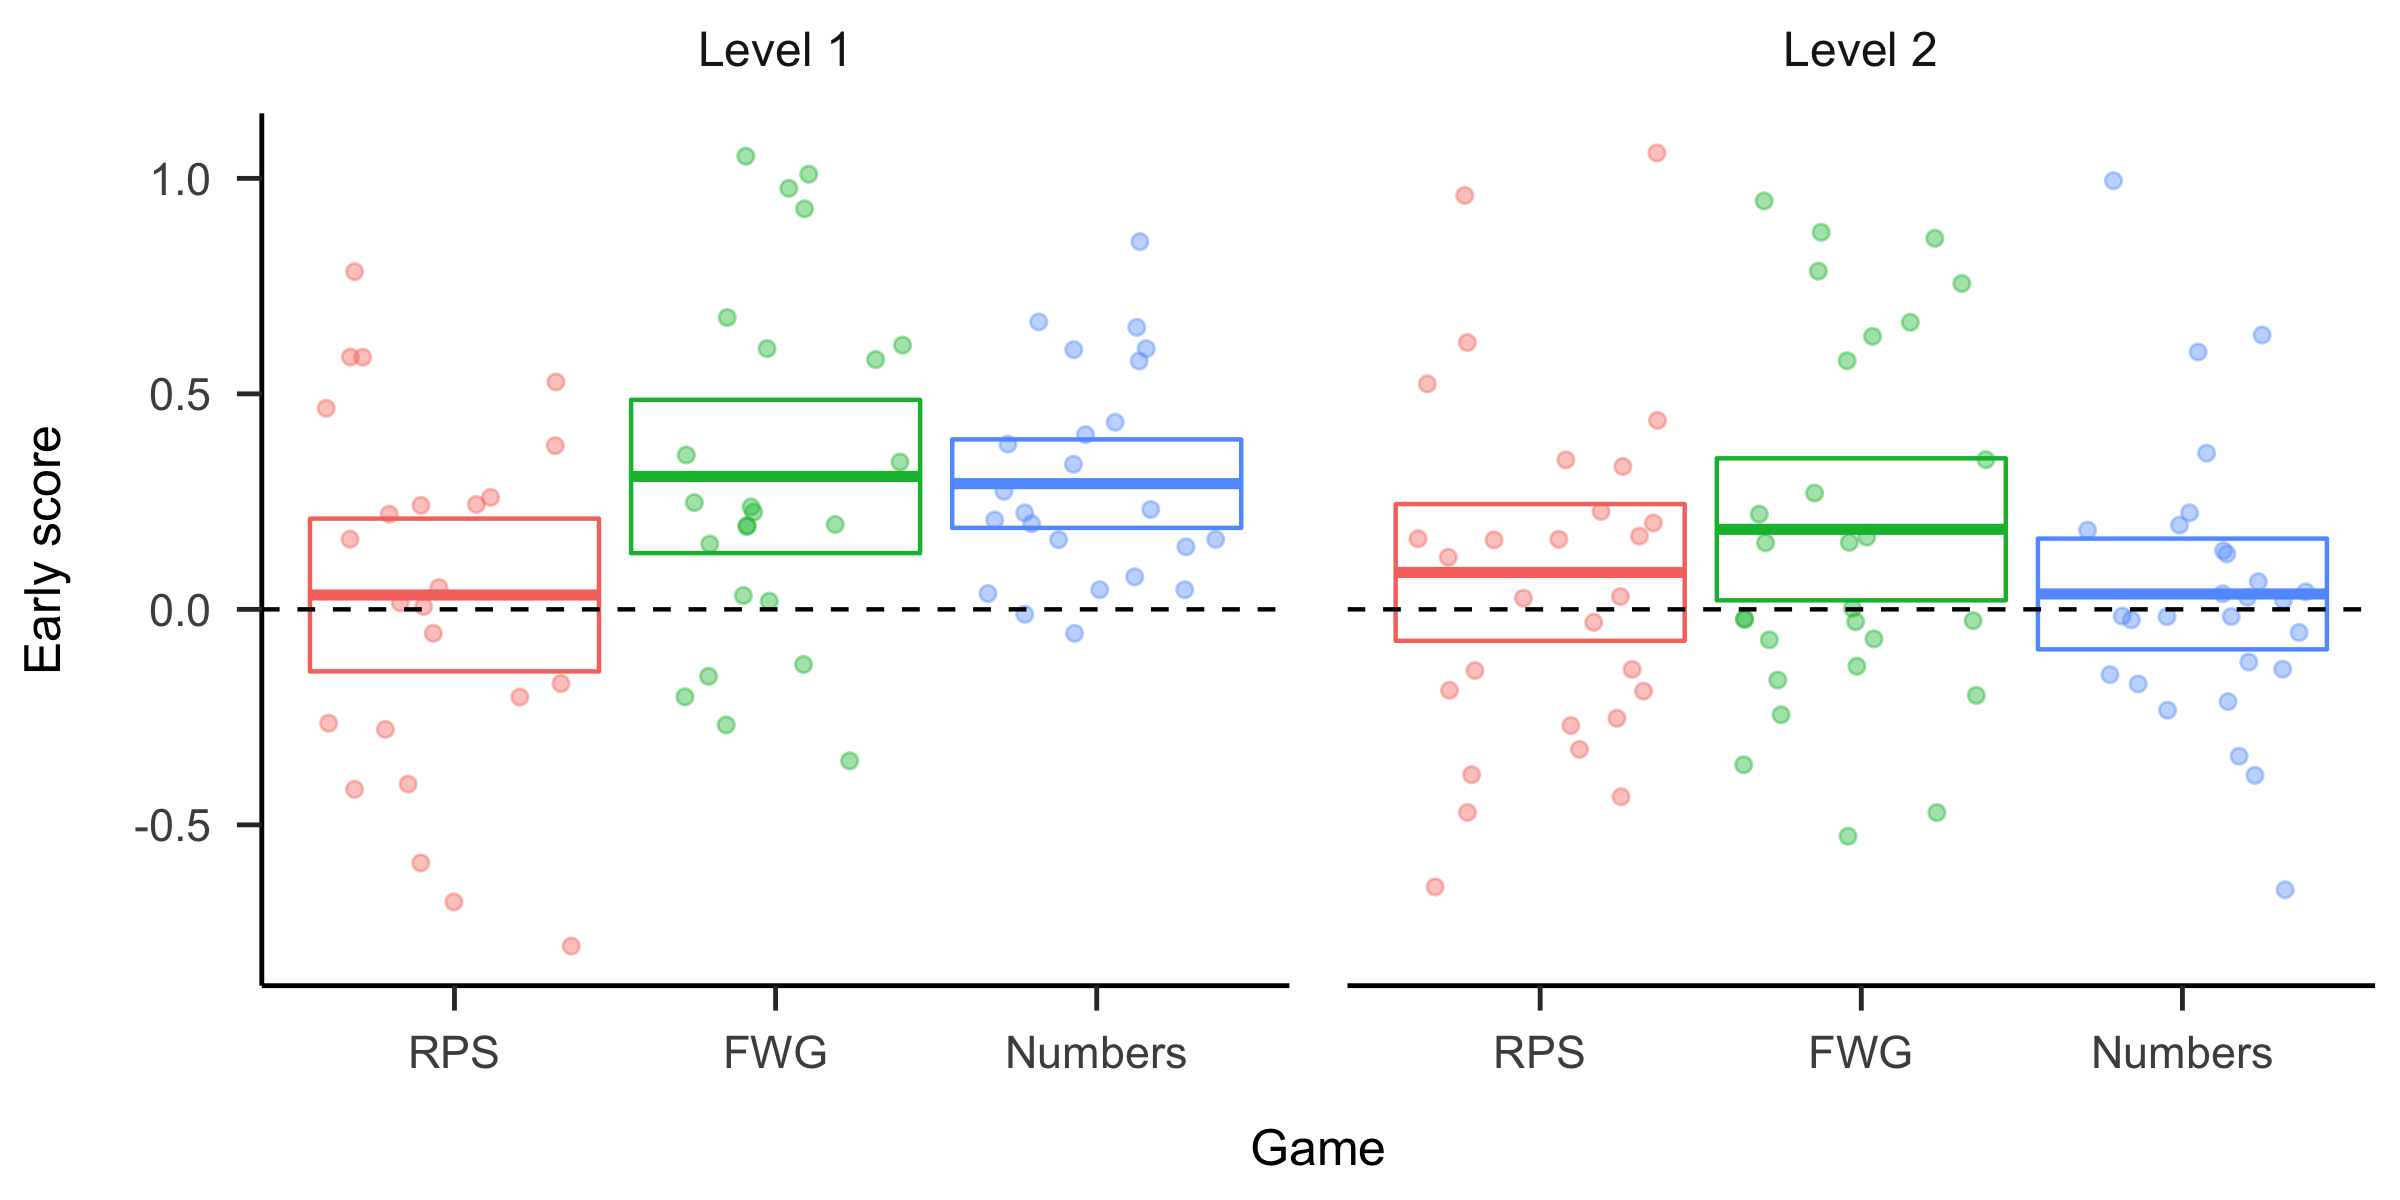 Level 1
Level 2
Early score
1.0
0.5
0.0
-0.5
RPS
FWG
Numbers
RPS
FWG
Numbers
Game